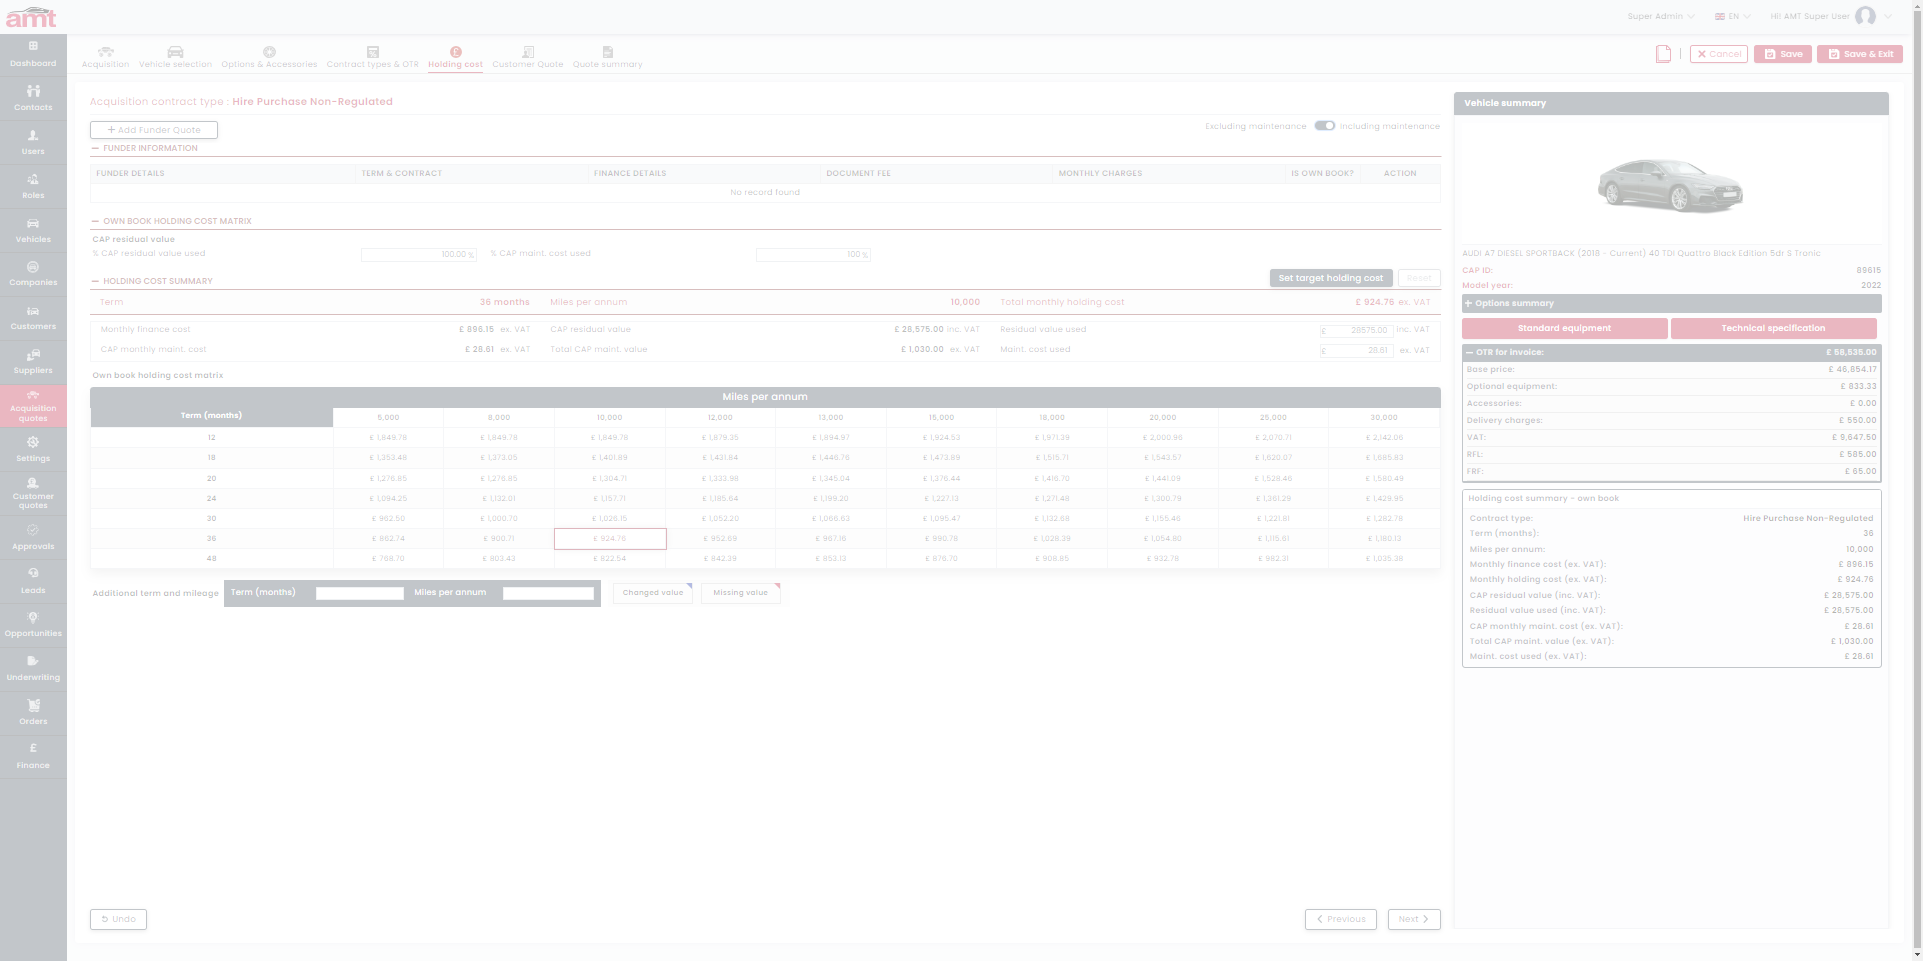 amt
Super Admin
EN
Hi! AMT Super User
Dashboard
Contacts
Users
Roles
Vehicles
Companies
Customers
Suppliers
Acquisition
quotes
Settings
Customer
quotes
Approvals
Leads
Opportunities
Underwriting
Orders
£
Finance
Acquisition Vehicle selection Options & Accessories Contract types & OTR Holding cost Customer Quote Quote summary
Cancel Save Save & Exit
Acquisition contract type : Hire Purchase Non-Regulated
+ Add Funder Quote
Excluding maintenance Including maintenance
FUNDER INFORMATION
FUNDER DETAILS TERM & CONTRACT FINANCE DETAILS DOCUMENT FEE MONTHLY CHARGES IS OWN BOOK? ACTION
No record found
OWN BOOK HOLDING COST MATRIX
CAP residual value
% CAP residual value used 100.00 % % CAP maint. cost used 100 %
HOLDING COST SUMMARY
Set target holding cost Reset
Term 36 months Miles per annum 10,000 Total monthly holding cost £ 924.76 ex. VAT
Monthly finance cost £ 896.15 ex. VAT CAP residual value £ 28,575.00 inc. VAT Residual value used £ 28575.00 inc. VAT
CAP monthly maint. cost £ 28.61 ex. VAT Total CAP maint. value £ 1,030.00 ex. VAT Maint. cost used £ 28.61 ex. VAT
Own book holding cost matrix
Miles per annum
Term (months) 5,000 8,000 10,000 12,000 13,000 15,000 18,000 20,000 25,000 30,000
12 £ 1,849.78 £ 1,849.78 £ 1,849.78 £ 1,879.35 £ 1,894.97 £ 1,924.53 £ 1,971.39 £ 2,000.96 £ 2,070.71 £ 2,142.06
18 £ 1,353.48 £ 1,373.05 £ 1,401.89 £ 1,431.84 £ 1,446.76 £ 1,473.89 £ 1,515.71 £ 1,543.57 £ 1,620.07 £ 1,685.83
20 £ 1,276.85 £ 1,276.85 £ 1,304.71 £ 1,333.98 £ 1,345.04 £ 1,376.44 £ 1,416.70 £ 1,441.09 £ 1,528.46 £ 1,580.49
24 £ 1,094.25 £ 1,132.01 £ 1,157.71 £ 1,185.64 £ 1,199.20 £ 1,227.13 £ 1,271.48 £ 1,300.79 £ 1,361.29 £ 1,429.95
30 £ 962.50 £ 1,000.70 £ 1,026.15 £ 1,052.20 £ 1,066.63 £ 1,095.47 £ 1,132.68 £ 1,155.46 £ 1,221.81 £ 1,282.78
36 £ 862.74 £ 900.71 £ 924.76 £ 952.69 £ 967.16 £ 990.78 £ 1,028.39 £ 1,054.80 £ 1,115.61 £ 1,180.13
48 £ 768.70 £ 803.43 £ 822.54 £ 842.39 £ 853.13 £ 876.70 £ 908.85 £ 932.78 £ 982.31 £ 1,035.38
Additional term and mileage Term (months) Miles per annum Changed value Missing value
Undo
Previous Next
Vehicle summary
AUDI A7 DIESEL SPORTBACK (2018 - Current) 40 TDI Quattro Black Edition 5dr S Tronic
CAP ID: 89615
Model year: 2022
+ Options summary
Standard equipment Technical specification
OTR for invoice: £ 58,535.00
Base price: £ 46,854.17
Optional equipment: £ 833.33
Accessories: £ 0.00
Delivery charges: £ 550.00
VAT: £ 9,647.50
RFL: £ 585.00
FRF: £ 65.00
Holding cost summary - own book
Contract type: Hire Purchase Non-Regulated
Term (months): 36
Miles per annum: 10,000
Monthly finance cost (ex. VAT): £ 896.15
Monthly holding cost (ex. VAT): £ 924.76
CAP residual value (inc. VAT): £ 28,575.00
Residual value used (inc. VAT): £ 28,575.00
CAP monthly maint. cost (ex. VAT): £ 28.61
Total CAP maint. value (ex. VAT): £ 1,030.00
Maint. cost used (ex. VAT): £ 28.61